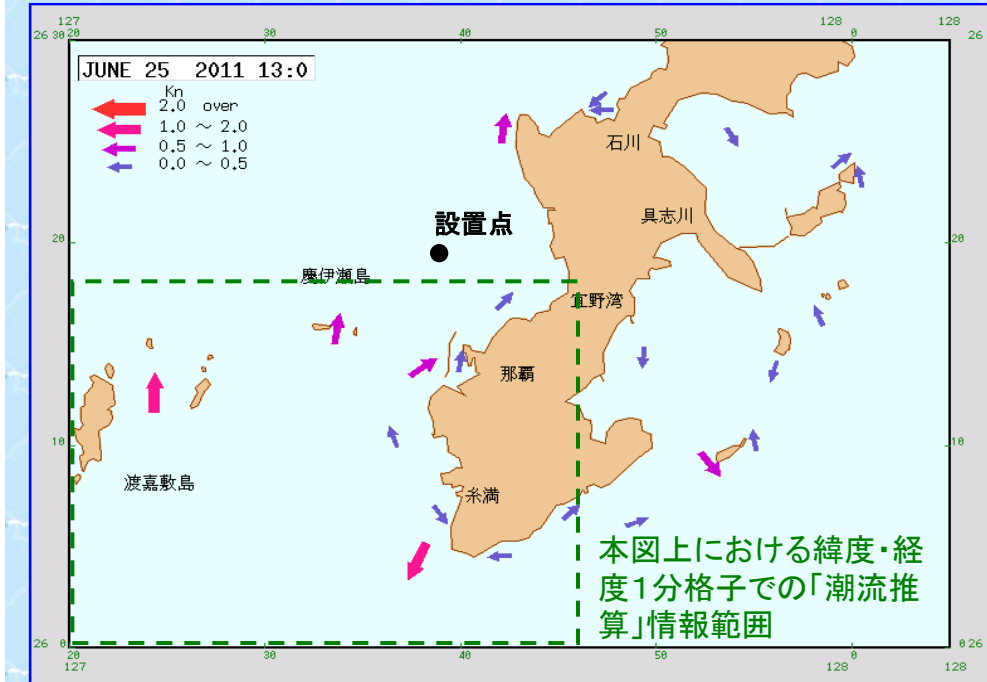 127
128
128
26 30
20
30
40
50
0
26
JUNE 25 2011 13:0
Kn
2.0 over
1.0 ～ 2.0
0.5 ～ 1.0
0.0 ～ 0.5
石川
具志川
設置点
20
20
慶伊瀬島
宜野湾
那覇
10
10
渡嘉敷島
糸満
本図上における緯度・経
度1分格子での「潮流推
算」情報範囲
26 0
0 26
20
30
40
50
0
127
128
128